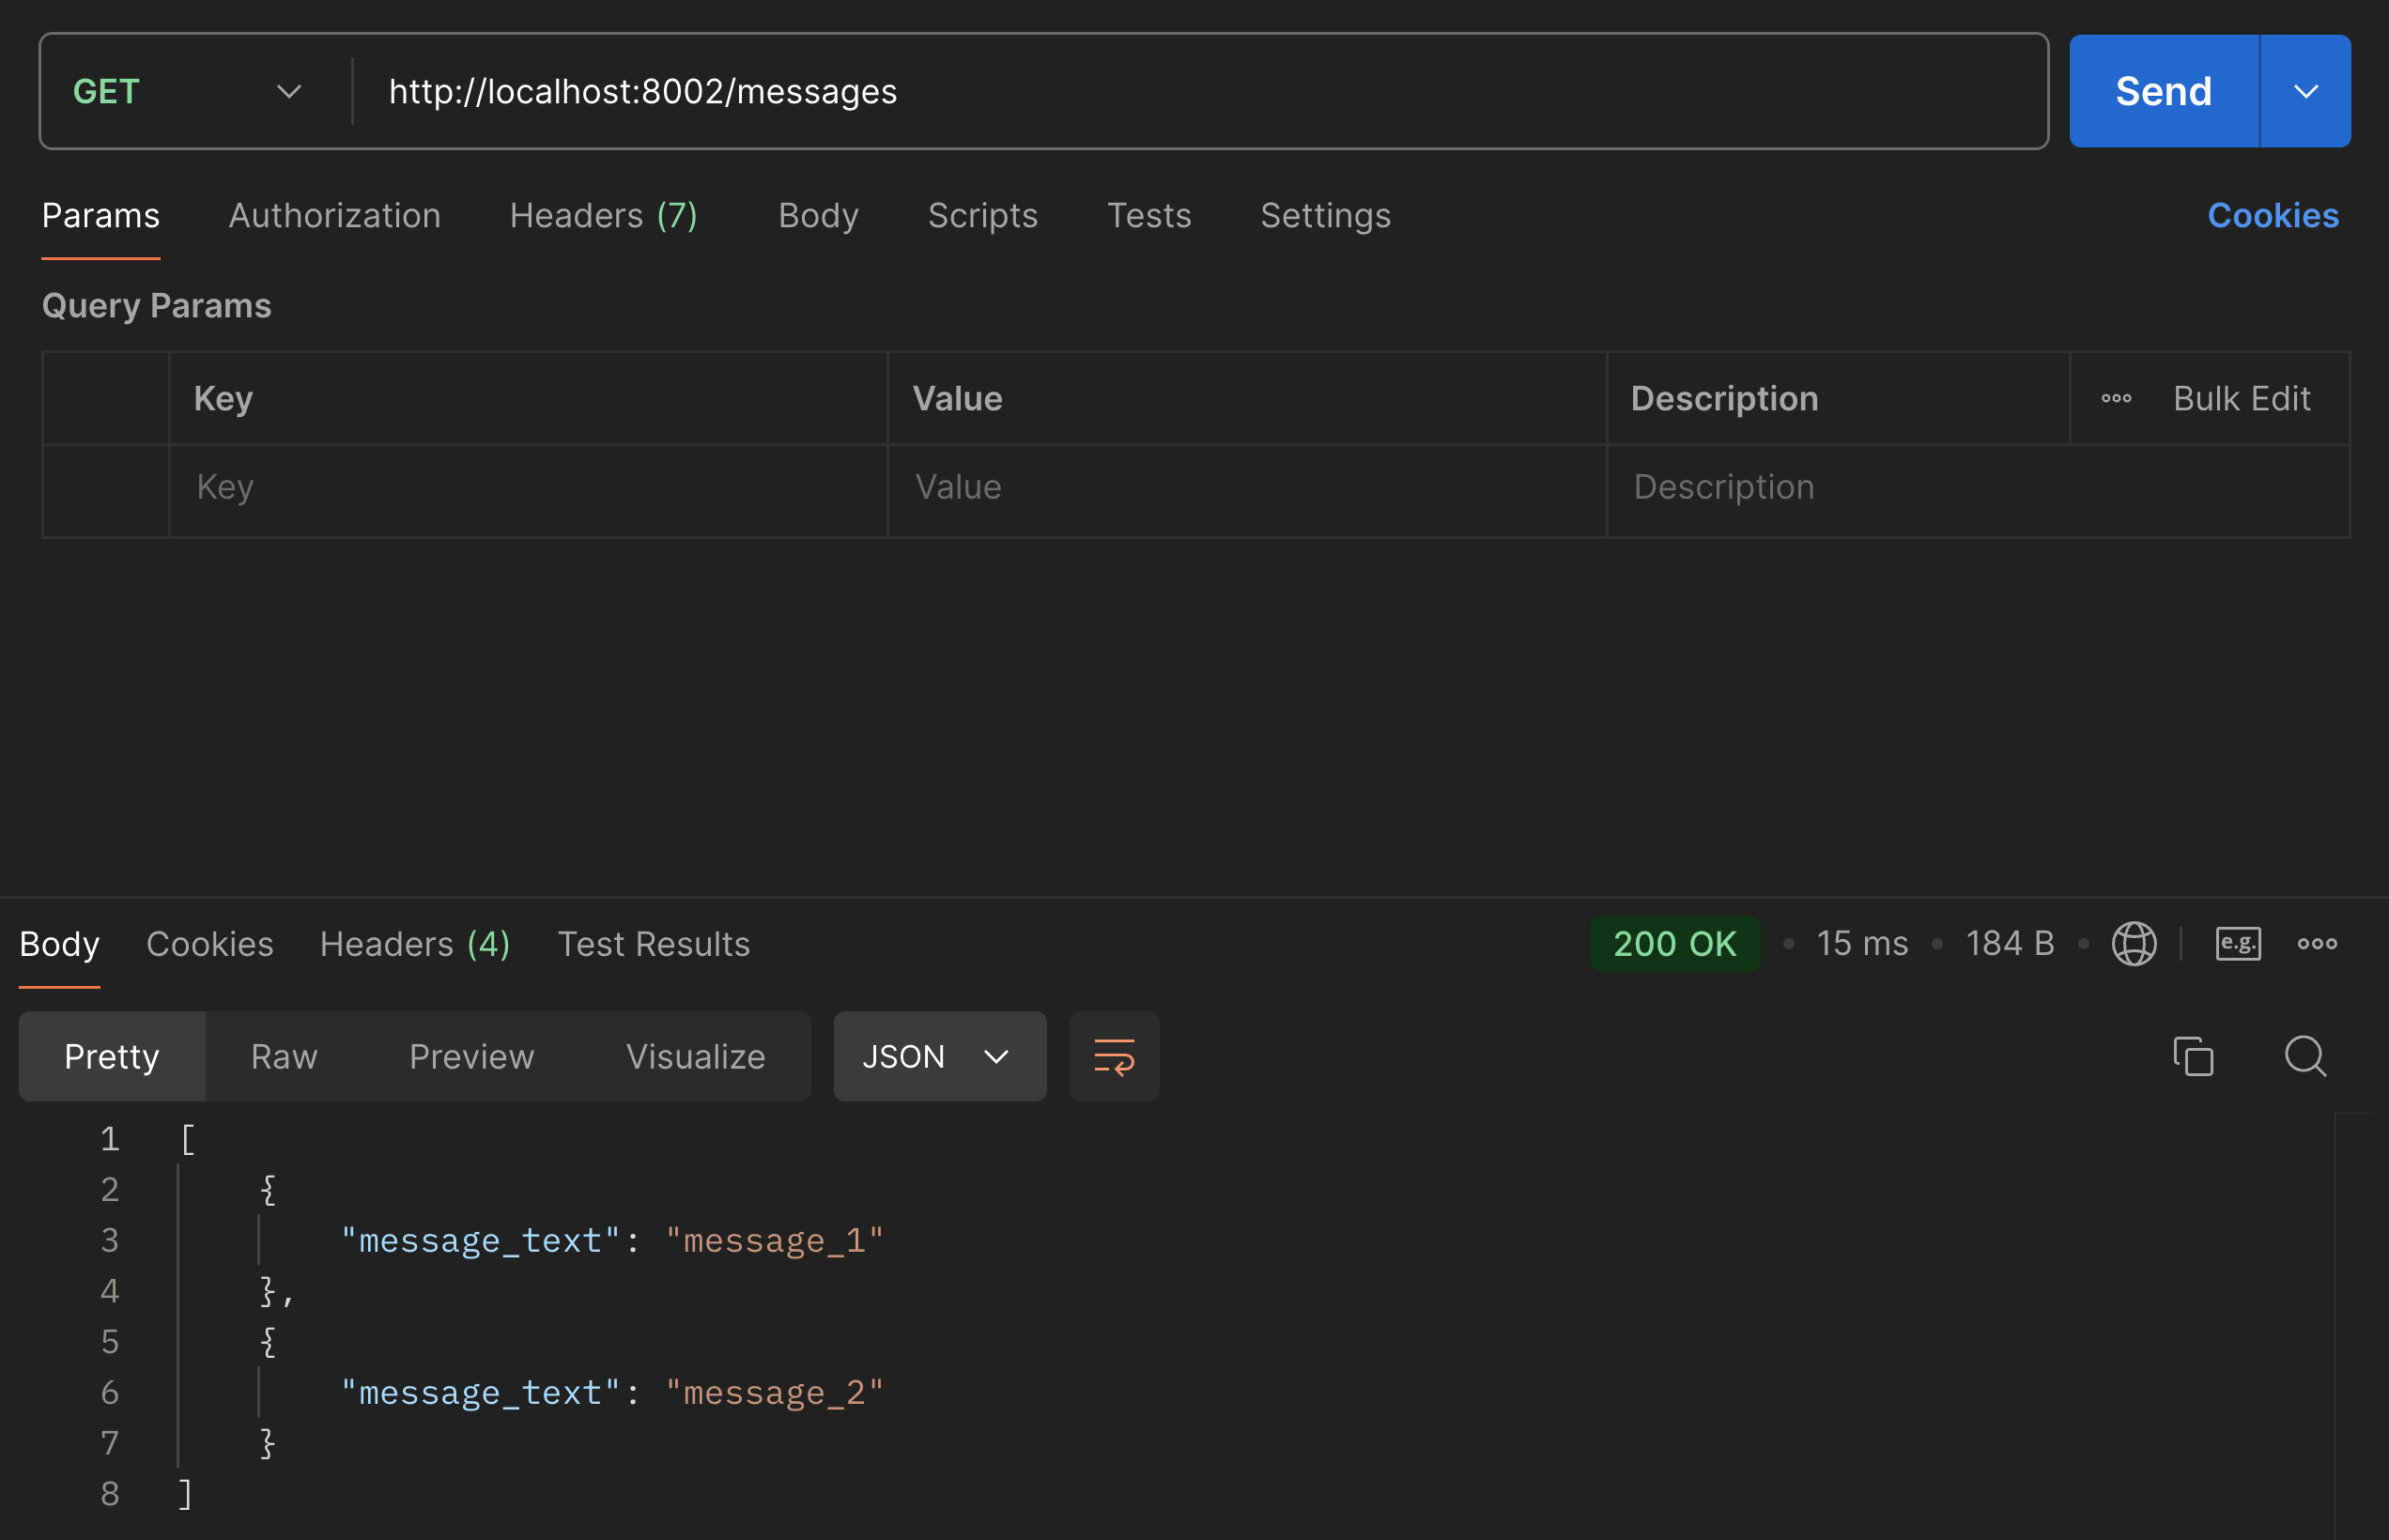 GET http://localhost:8002/messages Send
Params Authorization Headers (7) Body Scripts Tests Settings Cookies
Query Params
Key Value Description Bulk Edit
Key Value Description
Body Cookies Headers (4) Test Results 200 OK 15 ms 184 B e.g.
Pretty Raw Preview Visualize JSON
1 [
2 {
3 "message_text": "message_1"
4 },
5 {
6 "message_text": "message_2"
7 }
8 ]